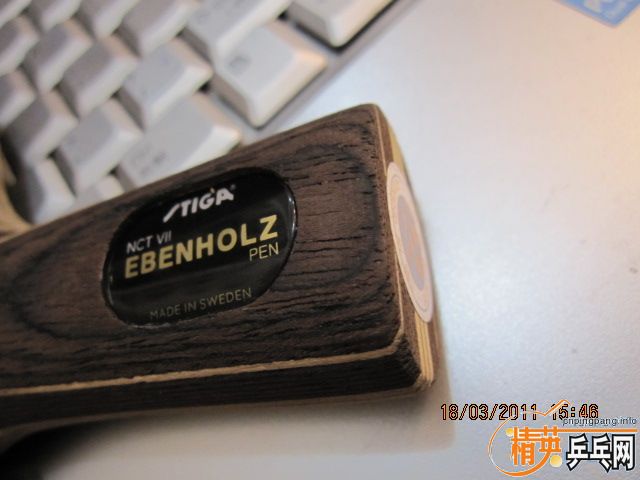 STIGA
NCT VII
EBENHOLZ
PEN
MADE IN SWEDEN
18/03/2011 15:46
cnpingpang.info
精英乒乓网